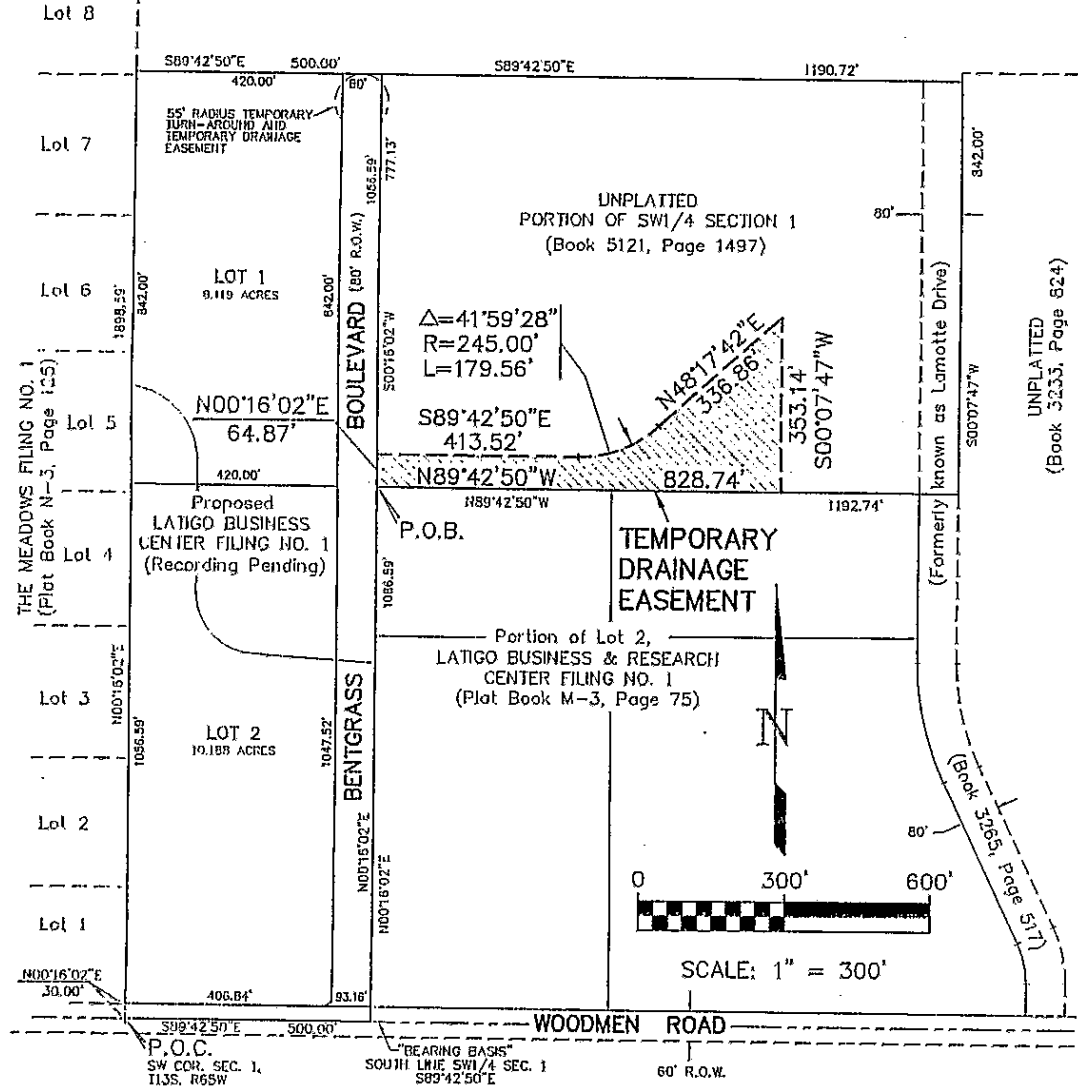 Lot 8
S89°42'50"E 500.00'
S89°42'50"E
1190.72'
420.00'
80'
55' RADIUS TEMPORARY
TURN-AROUND AND
TEMPORARY DRAINAGE
EASEMENT
Lot 7
1056.59'
777.13'
842.00'
UNPLATTED
PORTION OF SW1/4 SECTION 1
(Book 5121, Page 1497)
80'
Lot 6
LOT 1
9.119 ACRES
1898.59'
842.00'
842.00'
BOULEVARD (80' R.O.W.)
S00°16'02"W
Δ=41°59'28"
R=245.00'
L=179.56'
N48°17'42"E
336.86'
353.14'
S00°07'47"W
(Formerly known as Lamotte Drive)
S00°07'47"W
UNPLATTED
(Book 3233, Page 624)
THE MEADOWS FILING NO. 1
(Plat Book N-3, Page 125)
Lot 5
N00°16'02"E
64.87'
S89°42'50"E
413.52'
420.00'
N89°42'50"W
828.74'
N89°42'50"W
1192.74'
Proposed
LATIGO BUSINESS
CENTER FILING NO. 1
(Recording Pending)
P.O.B.
Lot 4
TEMPORARY
DRAINAGE
EASEMENT
1086.59'
Portion of Lot 2,
LATIGO BUSINESS & RESEARCH
CENTER FILING NO. 1
(Plat Book M-3, Page 75)
Lot 3
N00°16'02"E
1056.59'
LOT 2
10.188 ACRES
1047.52'
BENTGRASS
N
Lot 2
80'
(Book 3265, Page 517)
N00°16'02"E
N00°16'02"E
0 300' 600'
Lot 1
SCALE: 1" = 300'
N00°16'02"E
30.00'
406.84'
93.16'
S89°42'50"E 500.00'
WOODMEN ROAD
P.O.C.
SW COR. SEC. 1,
T13S, R65W
"BEARING BASIS"
SOUTH LINE SW1/4 SEC. 1
S89°42'50"E
60' R.O.W.